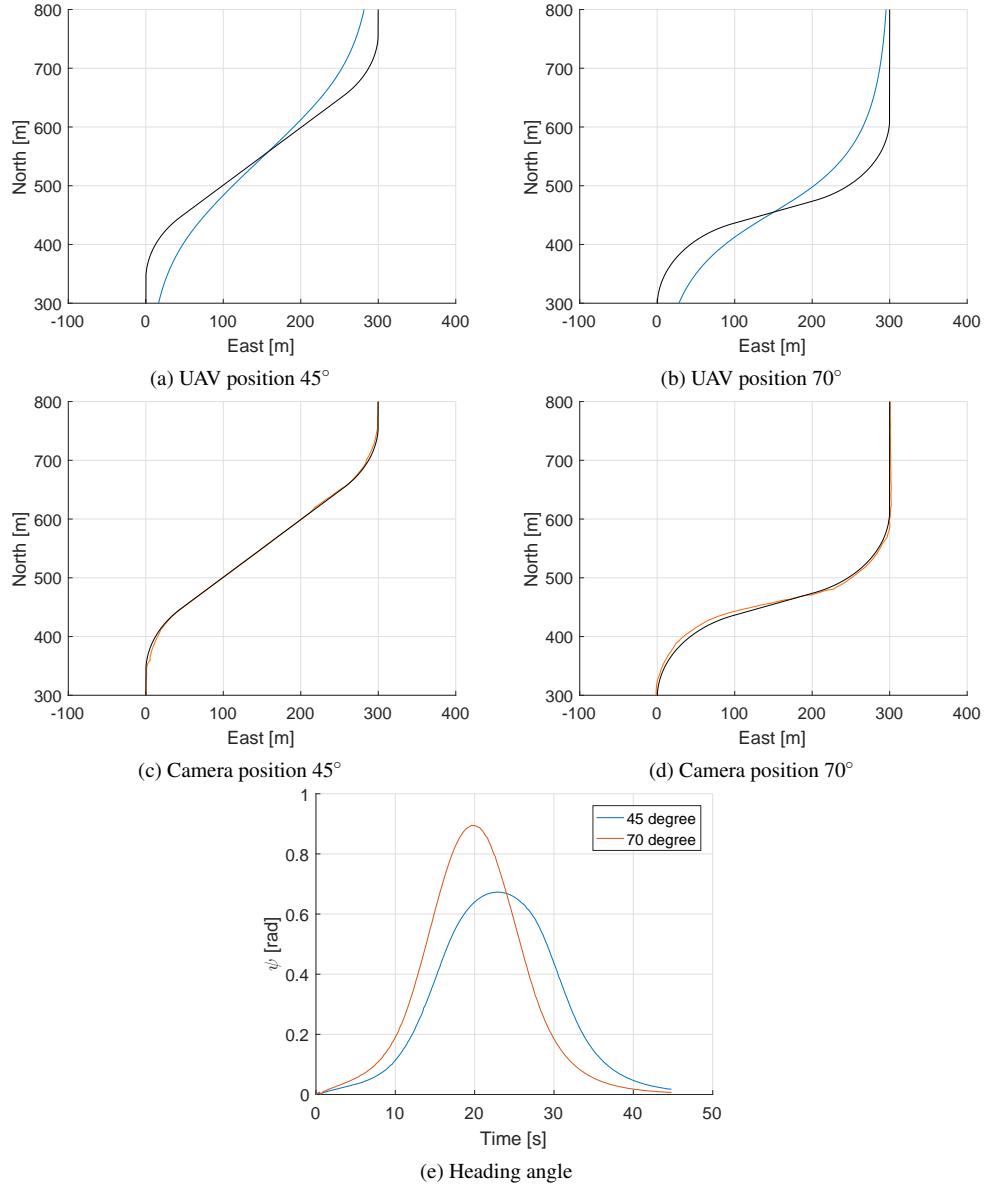 800
700
600
500
400
300
North [m]
-100 0 100 200 300 400
East [m]
(a) UAV position 45°
800
700
600
500
400
300
North [m]
-100 0 100 200 300 400
East [m]
(b) UAV position 70°
800
700
600
500
400
300
North [m]
-100 0 100 200 300 400
East [m]
(c) Camera position 45°
800
700
600
500
400
300
North [m]
-100 0 100 200 300 400
East [m]
(d) Camera position 70°
1
0.8
0.6
0.4
0.2
0
ψ [rad]
45 degree
70 degree
0 10 20 30 40 50
Time [s]
(e) Heading angle